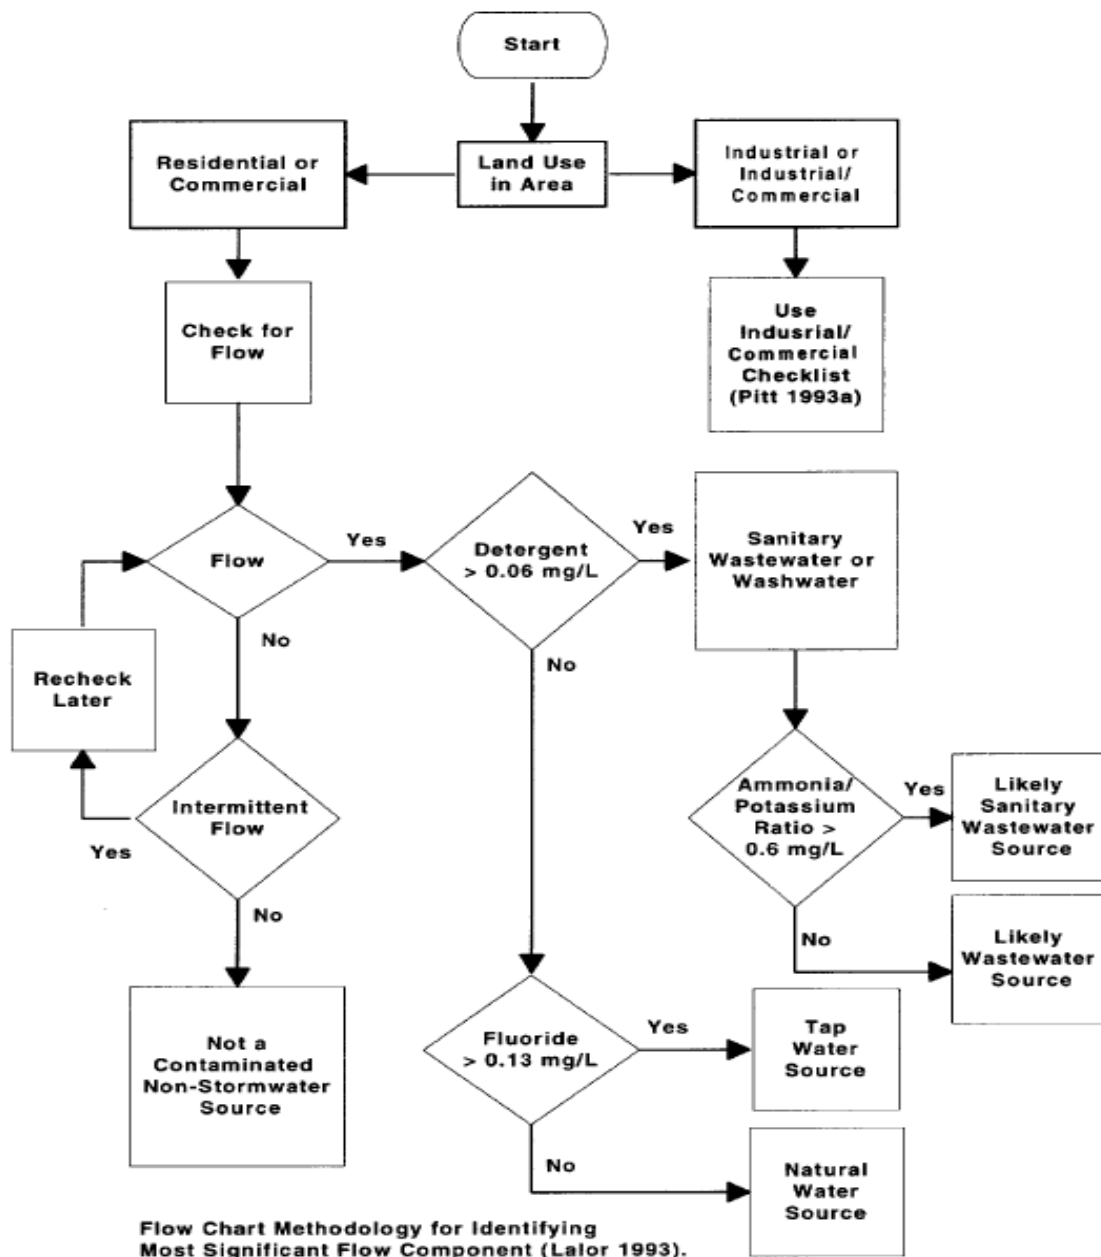 Start
Residential or
Commercial
Land Use
in Area
Industrial or
Industrial/
Commercial
Check for
Flow
Use
Indusrial/
Commercial
Checklist
(Pitt 1993a)
Flow
Yes
Detergent
> 0.06 mg/L
Yes
Sanitary
Wastewater or
Washwater
No
No
Recheck
Later
Intermittent
Flow
Yes
No
Ammonia/
Potassium
Ratio >
0.6 mg/L
Yes
Likely
Sanitary
Wastewater
Source
No
Likely
Wastewater
Source
Not a
Contaminated
Non-Stormwater
Source
Fluoride
> 0.13 mg/L
Yes
Tap
Water
Source
No
Natural
Water
Source
Flow Chart Methodology for Identifying
Most Significant Flow Component (Lalor 1993).